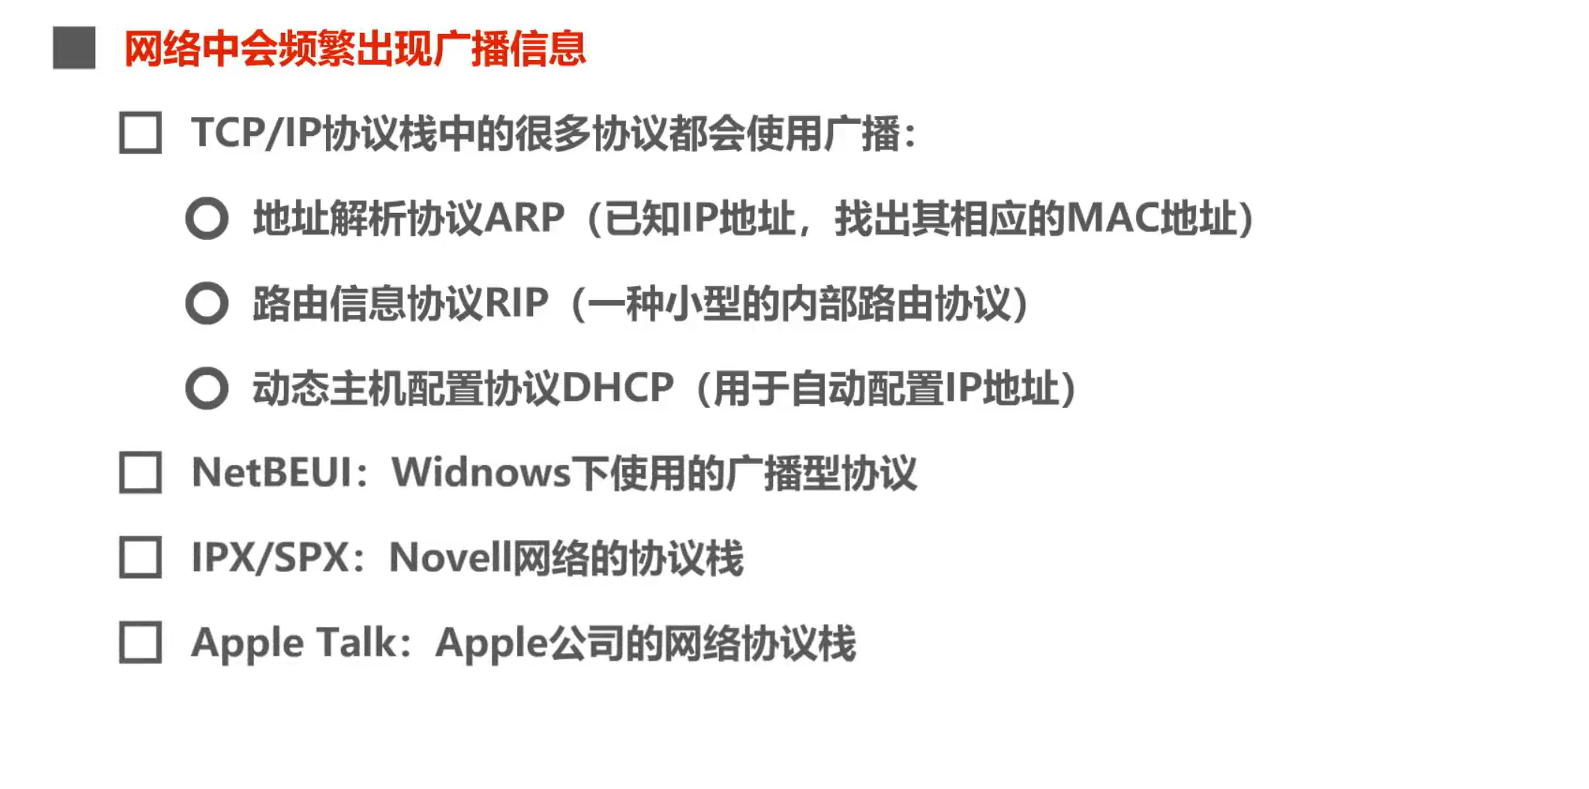 网络中会频繁出现广播信息
TCP/IP协议栈中的很多协议都会使用广播：
地址解析协议ARP（已知IP地址，找出其相应的MAC地址）
路由信息协议RIP（一种小型的内部路由协议）
动态主机配置协议DHCP（用于自动配置IP地址）
NetBEUI：Widnows下使用的广播型协议
IPX/SPX：Novell网络的协议栈
Apple Talk：Apple公司的网络协议栈